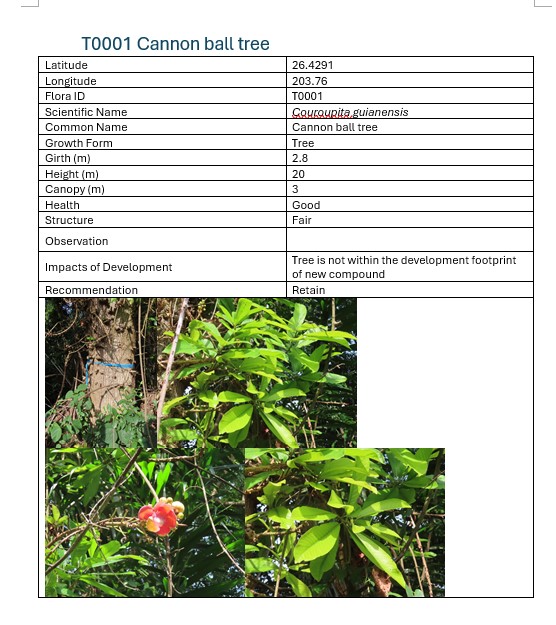 T0001 Cannon ball tree
Latitude 26.4291
Longitude 203.76
Flora ID T0001
Scientific Name Couroupita guianensis
Common Name Cannon ball tree
Growth Form Tree
Girth (m) 2.8
Height (m) 20
Canopy (m) 3
Health Good
Structure Fair
Observation
Impacts of Development Tree is not within the development footprint
of new compound
Recommendation Retain